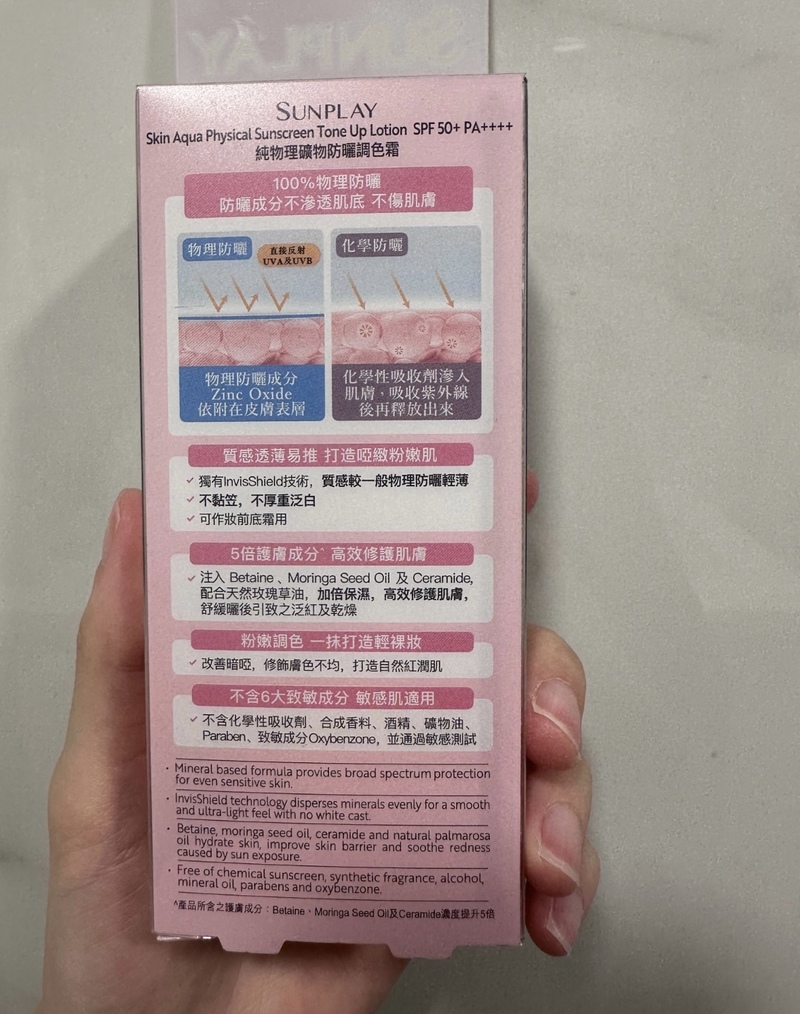 SUNPLAY
SUNPLAY
Skin Aqua Physical Sunscreen Tone Up Lotion SPF 50+ PA++++
純物理礦物防曬調色霜
100%物理防曬
防曬成分不滲透肌底 不傷肌膚
物理防曬
直接反射
UVA及UVB
物理防曬成分
Zinc Oxide
依附在皮膚表層
化學防曬
化學性吸收劑滲入
肌膚，吸收紫外線
後再釋放出來
質感透薄易推 打造啞緻粉嫩肌
獨有InvisShield技術，質感較一般物理防曬輕薄
不黏笠，不厚重泛白
可作妝前底霜用
5倍護膚成分^ 高效修護肌膚
注入 Betaine、Moringa Seed Oil 及 Ceramide,
配合天然玫瑰草油，加倍保濕，高效修護肌膚，
舒緩曬後引致之泛紅及乾燥
粉嫩調色 一抹打造輕裸妝
改善暗啞，修飾膚色不均，打造自然紅潤肌
不含6大致敏成分 敏感肌適用
不含化學性吸收劑、合成香料、酒精、礦物油、
Paraben、致敏成分Oxybenzone，並通過敏感測試
· Mineral based formula provides broad spectrum protection
for even sensitive skin.
· InvisShield technology disperses minerals evenly for a smooth
and ultra-light feel with no white cast.
· Betaine, moringa seed oil, ceramide and natural palmarosa
oil hydrate skin, improve skin barrier and soothe redness
caused by sun exposure.
· Free of chemical sunscreen, synthetic fragrance, alcohol,
mineral oil, parabens and oxybenzone.
^產品所含之護膚成分：Betaine，Moringa Seed Oil及Ceramide濃度提升5倍